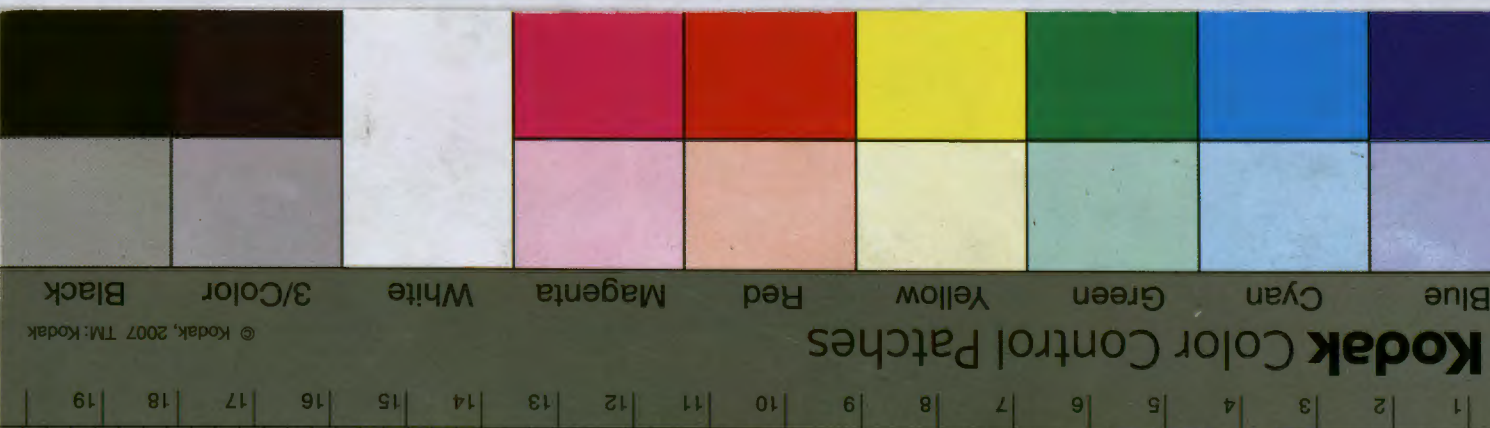 1 2 3 4 5 6 7 8 9 10 11 12 13 14 15 16 17 18 19
Kodak Color Control Patches
© Kodak, 2007 TM: Kodak
Blue Cyan Green Yellow Red Magenta White 3/Color Black